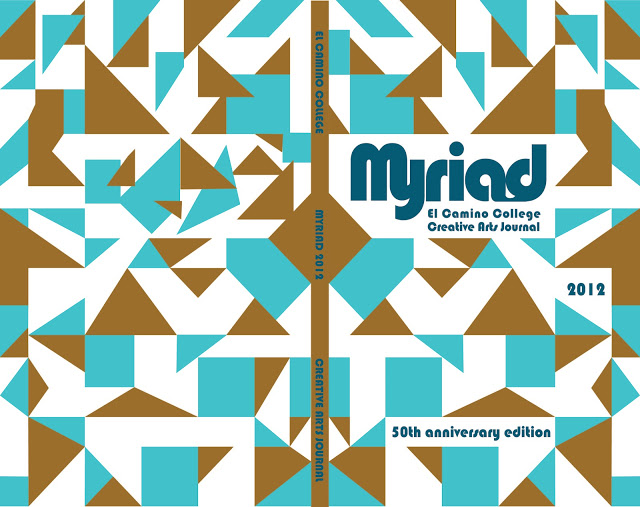 EL CAMINO COLLEGE
MYRIAD 2012
CREATIVE ARTS JOURNAL
Myriad
El Camino College
Creative Arts Journal
2012
50th anniversary edition